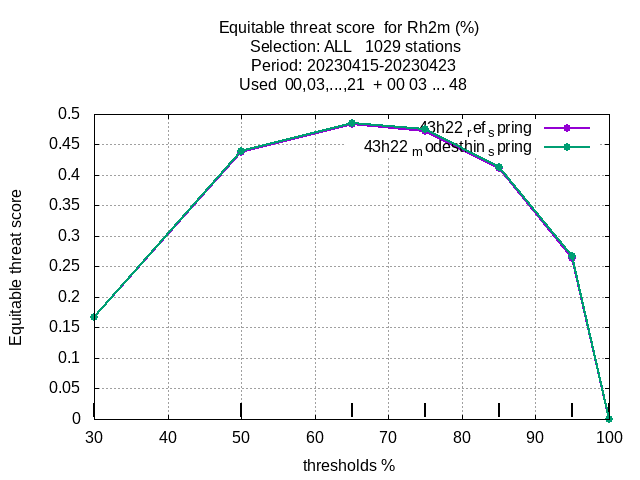 Equitable threat score  for Rh2m (%)
Selection: ALL   1029 stations
Period: 20230415-20230423
Used  00,03,...,21  + 00 03 ... 48
43h22 ref spring
43h22 modesthin spring
0.5
0.45
0.4
0.35
0.3
0.25
0.2
0.15
0.1
0.05
0
Equitable threat score
30 40 50 60 70 80 90 100
thresholds %